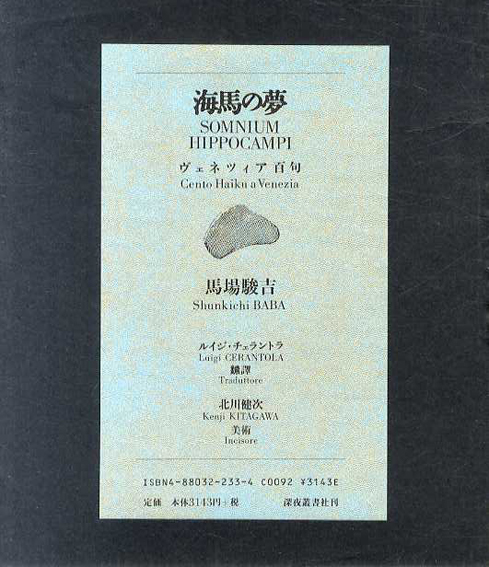 海馬の夢
SOMNIUM
HIPPOCAMPI
ヴェネツィア百句
Cento Haiku a Venezia
馬場駿吉
Shunkichi BABA
ルイジ・チェラントラ
Luigi CERANTOLA
飜譯
Traduttore
北川健次
Kenji KITAGAWA
美術
Incisore
ISBN4-88032-233-4 C0092 ¥3143E
定価 本体3143円+税 深夜叢書社刊